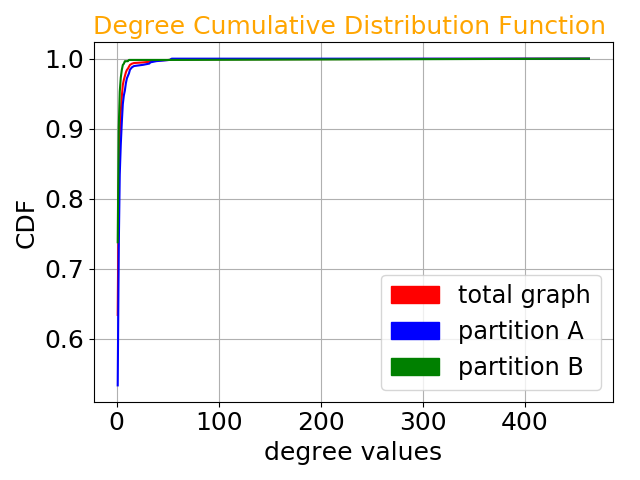 Degree Cumulative Distribution Function
1.0
0.9
0.8
0.7
0.6
CDF
total graph
partition A
partition B
0 100 200 300 400
degree values